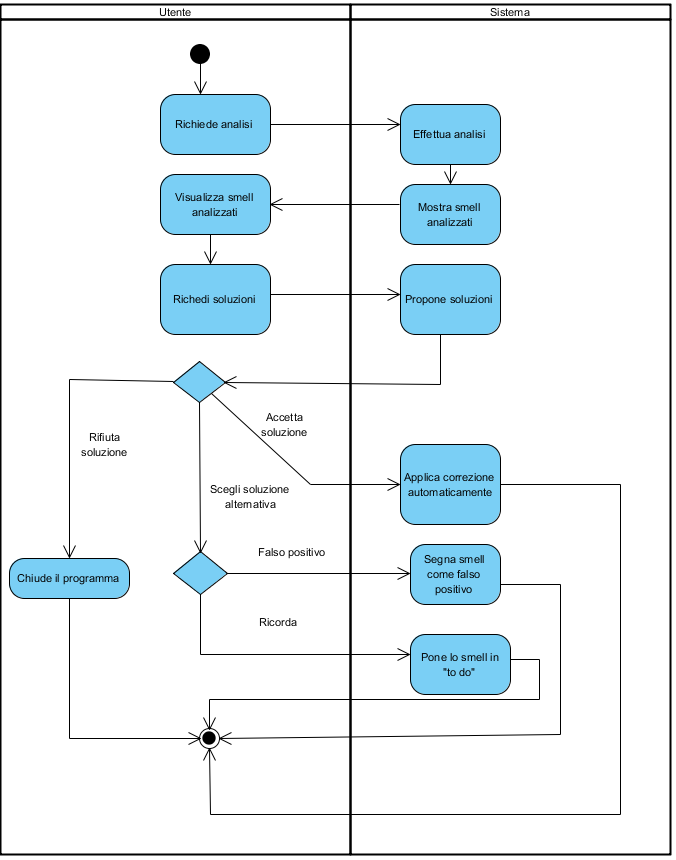 Utente
Sistema
Richiede analisi
Effettua analisi
Visualizza smell
analizzati
Mostra smell
analizzati
Richedi soluzioni
Propone soluzioni
Accetta
soluzione
Rifiuta
soluzione
Scegli soluzione
alternativa
Applica correzione
automaticamente
Falso positivo
Segna smell
come falso
positivo
Chiude il programma
Ricorda
Pone lo smell in
"to do"